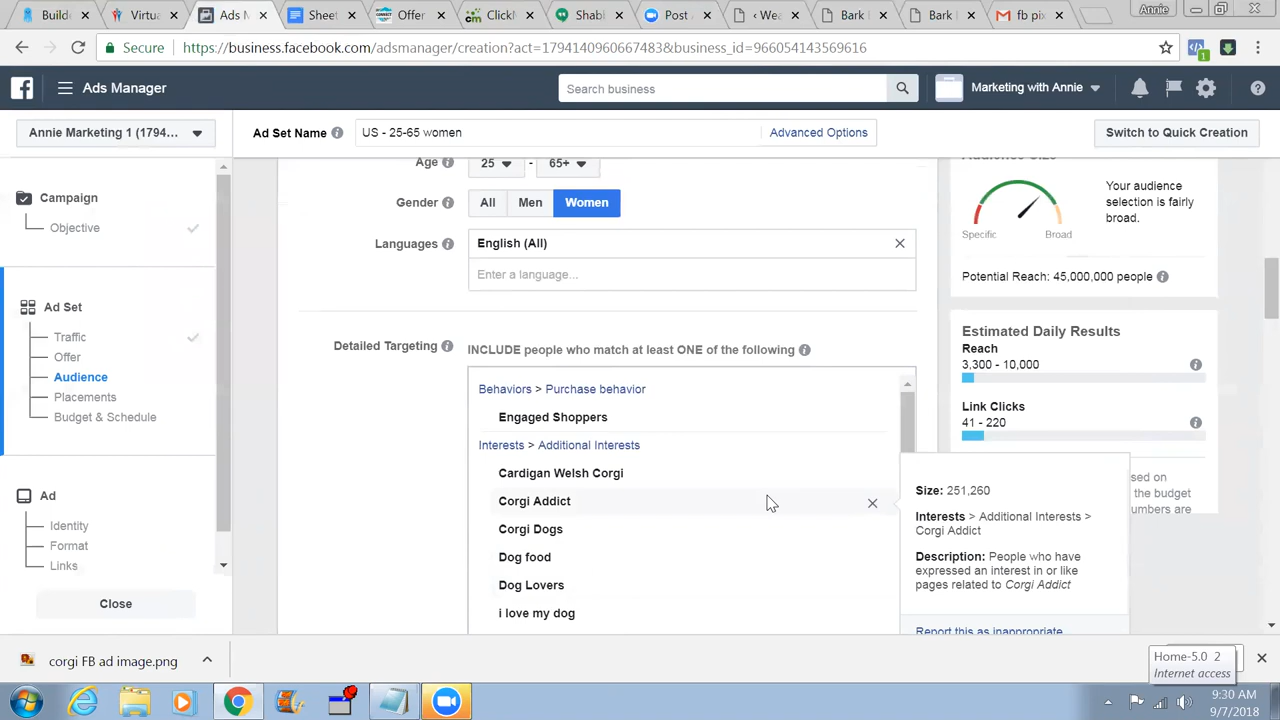 Build
Virtu
Ads M
Sheet
Offer
ClickF
Shabl
Post A
‹ Wea
Bark B
Bark B
fb pix
Annie
Secure
https://business.facebook.com/adsmanager/creation?act=1794140960667483&business_id=966054143569616
1
Ads Manager
Search business
Marketing with Annie
Annie Marketing 1 (1794...
Ad Set Name
US - 25-65 women
Advanced Options
Switch to Quick Creation
Campaign
Objective
Ad Set
Traffic
Offer
Audience
Placements
Budget & Schedule
Ad
Identity
Format
Links
Close
Age
25
-
65+
Gender
All
Men
Women
Languages
English (All)
Enter a language...
Detailed Targeting
INCLUDE people who match at least ONE of the following
Behaviors > Purchase behavior
Engaged Shoppers
Interests > Additional Interests
Cardigan Welsh Corgi
Corgi Addict
Corgi Dogs
Dog food
Dog Lovers
i love my dog
Audience Size
Your audience
selection is fairly
broad.
Specific
Broad
Potential Reach: 45,000,000 people
Estimated Daily Results
Reach
3,300 - 10,000
Link Clicks
41 - 220
ased on
the budget
numbers are
Size: 251,260
Interests > Additional Interests >
Corgi Addict
Description: People who have
expressed an interest in or like
pages related to Corgi Addict
Report this as inappropriate
corgi FB ad image.png
Home-5.0 2
Internet access
9:30 AM
9/7/2018